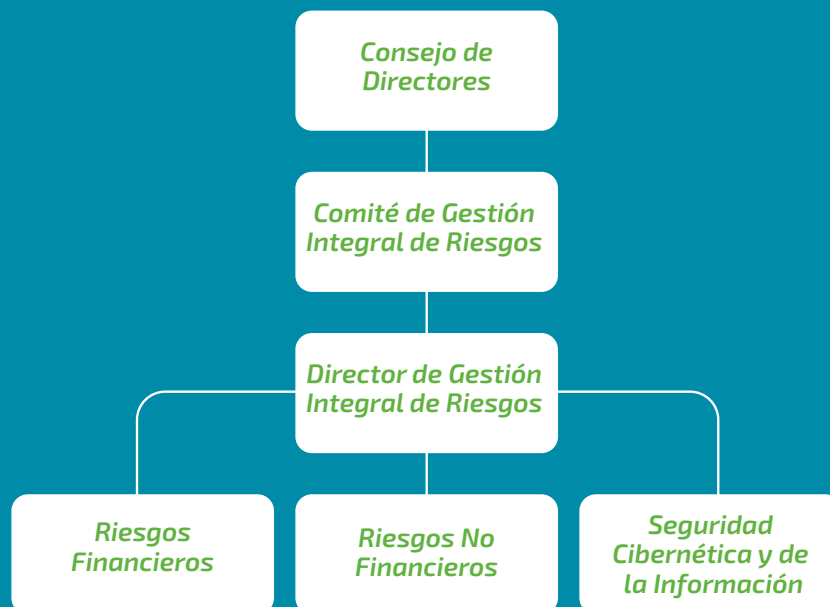 Consejo de
Directores
Comité de Gestión
Integral de Riesgos
Director de Gestión
Integral de Riesgos
Riesgos
Financieros
Riesgos No
Financieros
Seguridad
Cibernética y de
la Información